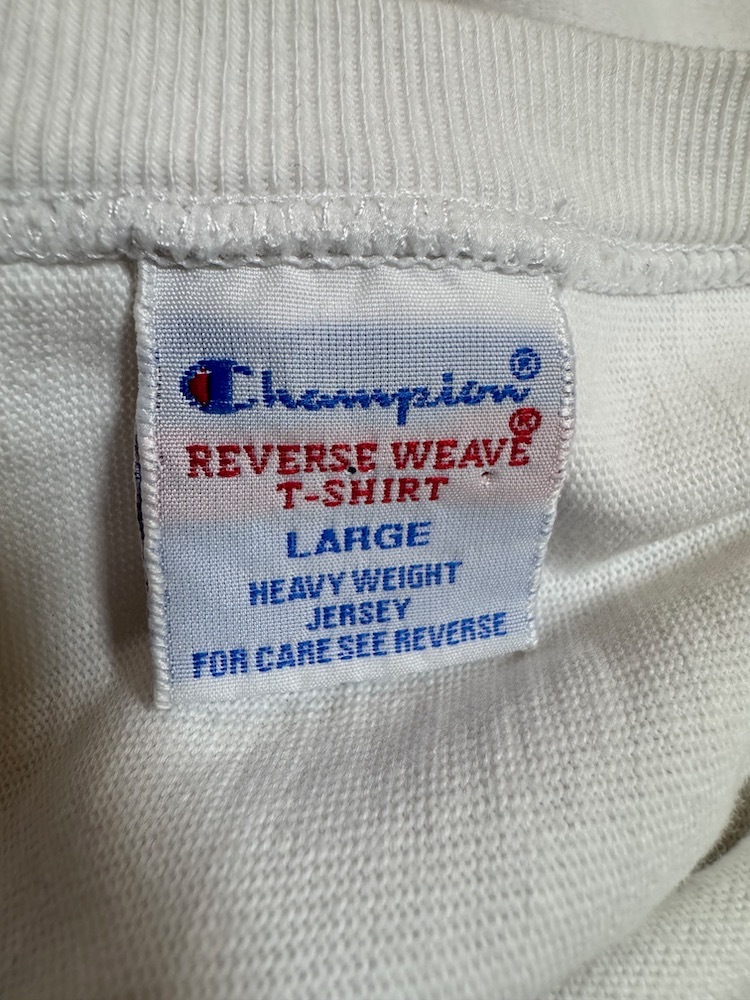 Champion®
REVERSE WEAVE®
T-SHIRT
LARGE
HEAVY WEIGHT
JERSEY
FOR CARE SEE REVERSE